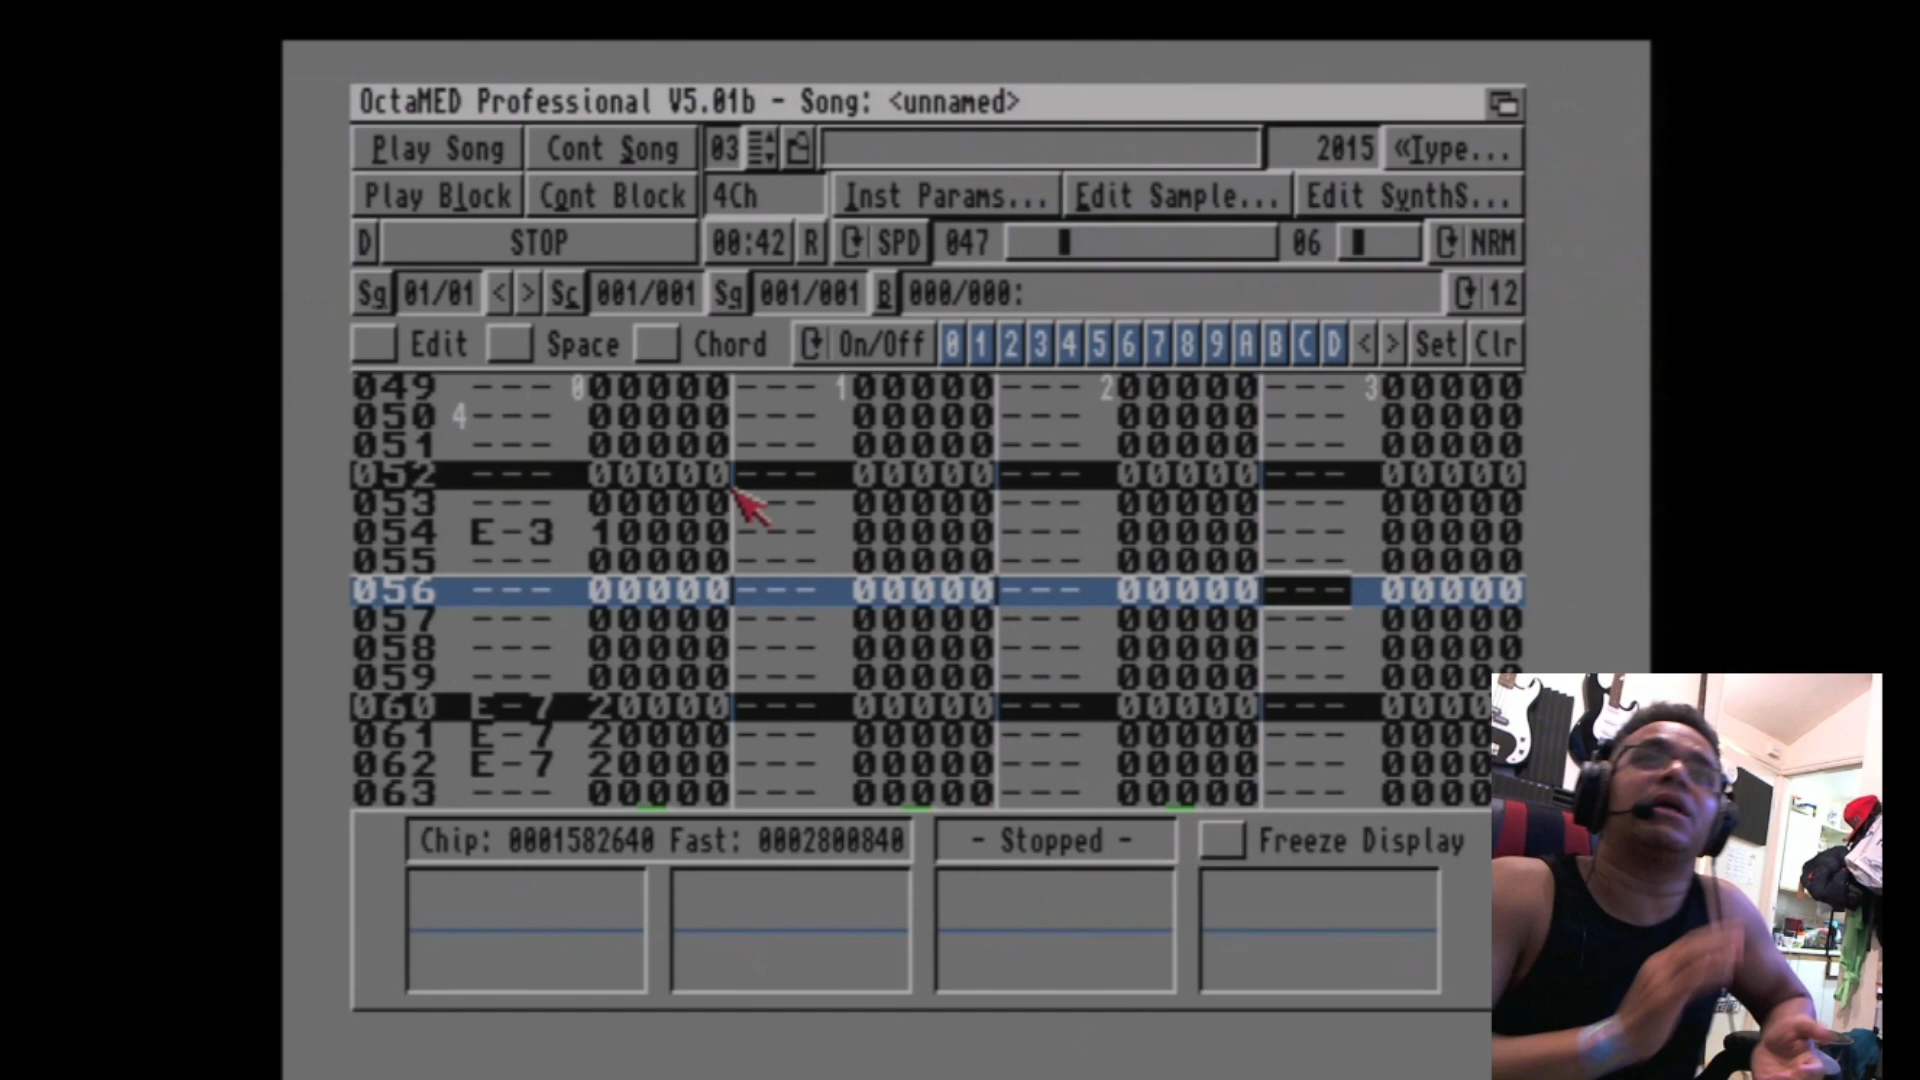 OctaMED Professional V5.01b - Song: <unnamed>
Play Song Cont Song 03 2015 «Type...
Play Block Cont Block 4Ch Inst Params... Edit Sample... Edit SynthS...
D STOP 00:42 R SPD 047 06 NRM
Sg 01/01 < > Sc 001/001 Sg 001/001 B 000/000: 12
Edit Space Chord On/Off 0 1 2 3 4 5 6 7 8 9 A B C D < > Set Clr
049 --- 0 00000 --- 1 00000 --- 2 00000 --- 3 00000
050 4 --- 00000 --- 00000 --- 00000 --- 00000
051 --- 00000 --- 00000 --- 00000 --- 00000
052 --- 00000 --- 00000 --- 00000 --- 00000
053 --- 00000 --- 00000 --- 00000 --- 00000
054 E-3 10000 --- 00000 --- 00000 --- 00000
055 --- 00000 --- 00000 --- 00000 --- 00000
056 --- 00000 --- 00000 --- 00000 --- 00000
057 --- 00000 --- 00000 --- 00000 --- 00000
058 --- 00000 --- 00000 --- 00000 --- 00000
059 --- 00000 --- 00000 --- 00000 --- 00000
060 E-7 20000 --- 00000 --- 00000 --- 0000
061 E-7 20000 --- 00000 --- 00000 --- 0000
062 E-7 20000 --- 00000 --- 00000 --- 0000
063 --- 00000 --- 00000 --- 00000 --- 0000
Chip: 0001582640 Fast: 0002800840 - Stopped - Freeze Display